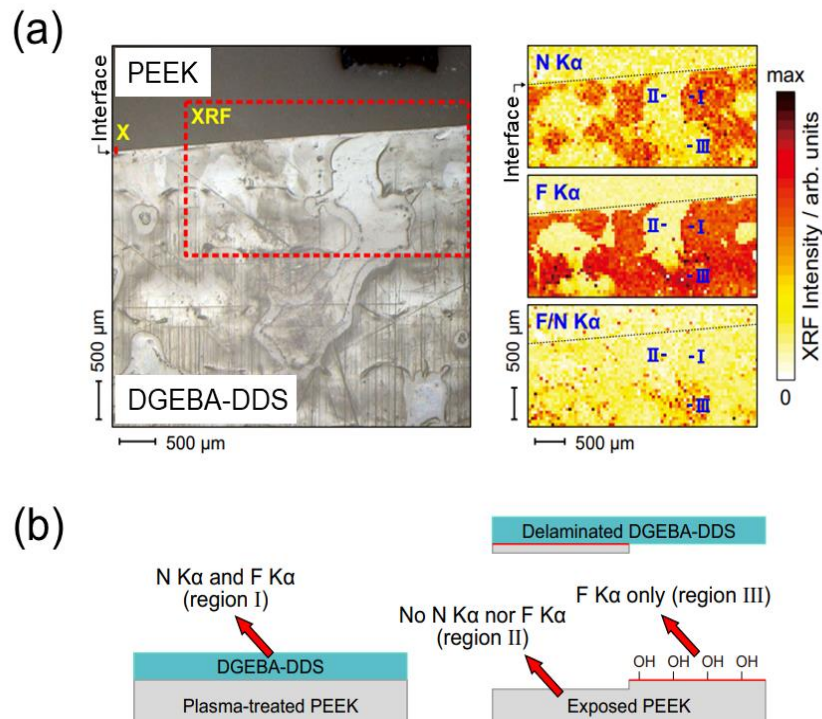 (a)
PEEK
Interface
X
XRF
DGEBA-DDS
500 µm
500 µm
N Kα
II-
-I
-III
Interface
F Kα
II-
-I
-III
F/N Kα
II-
-I
-III
500 µm
500 µm
max
XRF Intensity / arb. units
0
(b)
N Kα and F Kα
(region I)
DGEBA-DDS
Plasma-treated PEEK
Delaminated DGEBA-DDS
No N Kα nor F Kα
(region II)
F Kα only (region III)
OH OH OH OH
Exposed PEEK